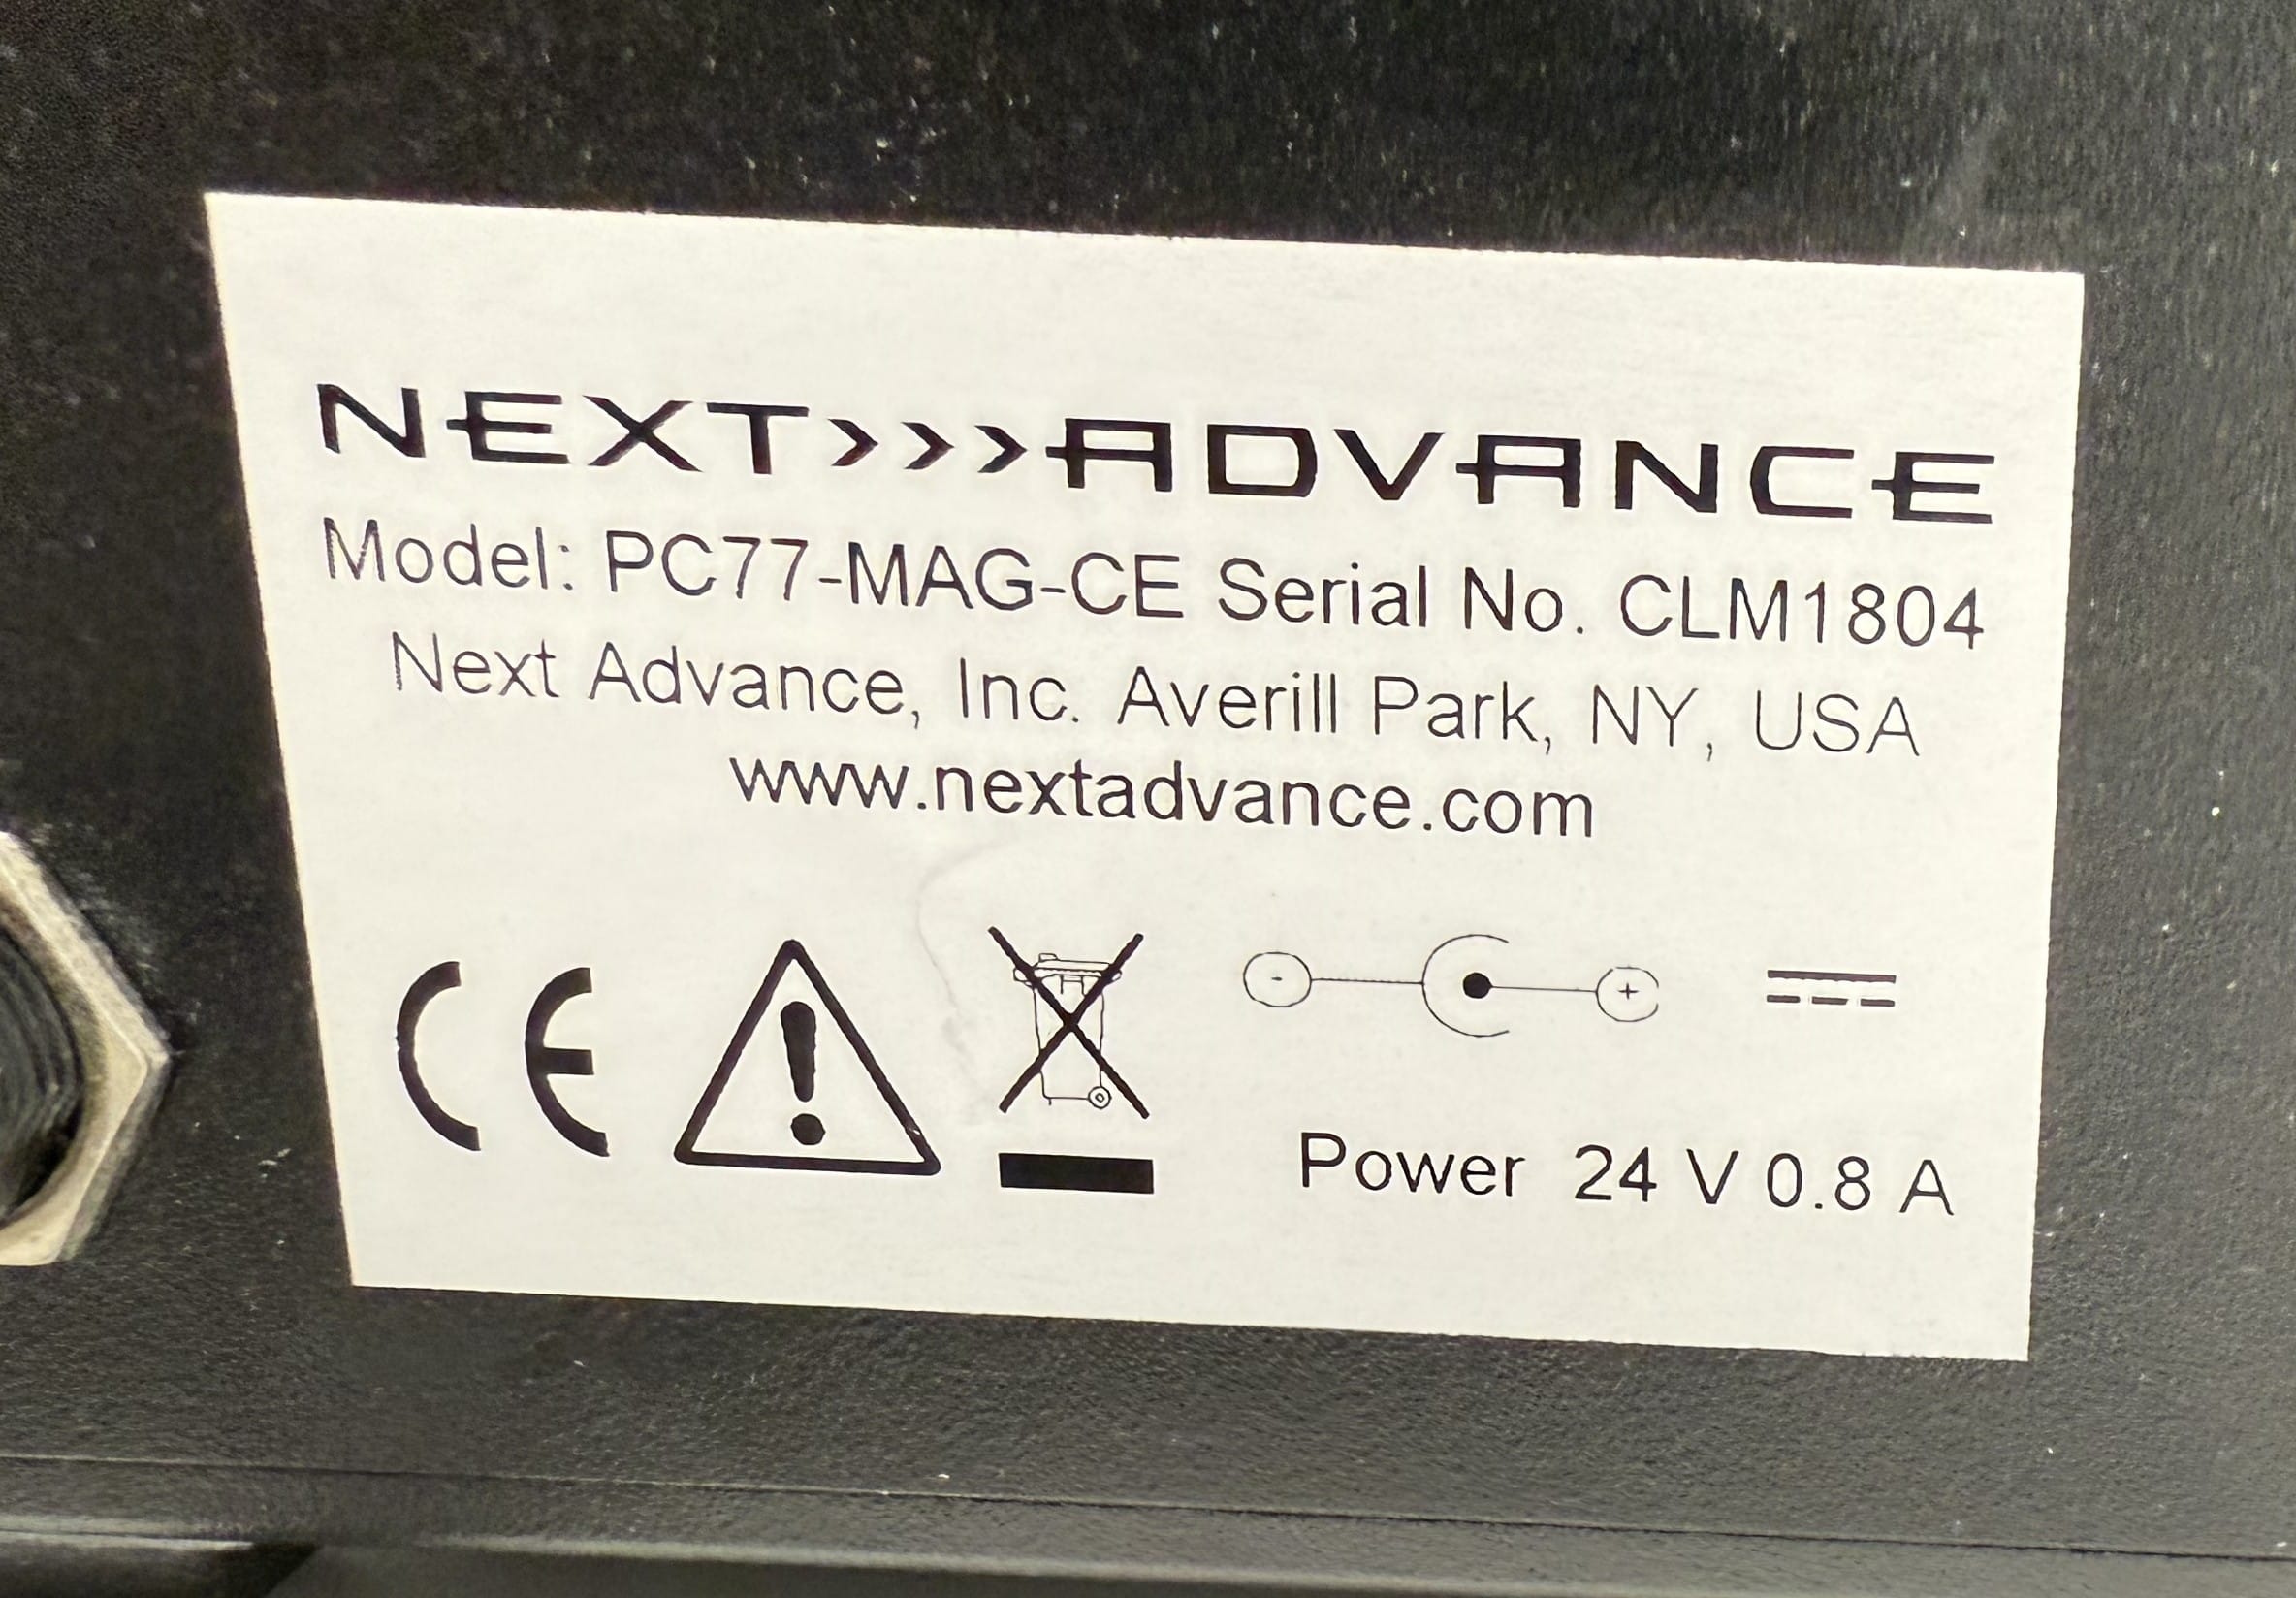 NEXT>>>ADVANCE
Model: PC77-MAG-CE Serial No. CLM1804
Next Advance, Inc. Averill Park, NY, USA
www.nextadvance.com
CE
- +
Power 24 V 0.8 A